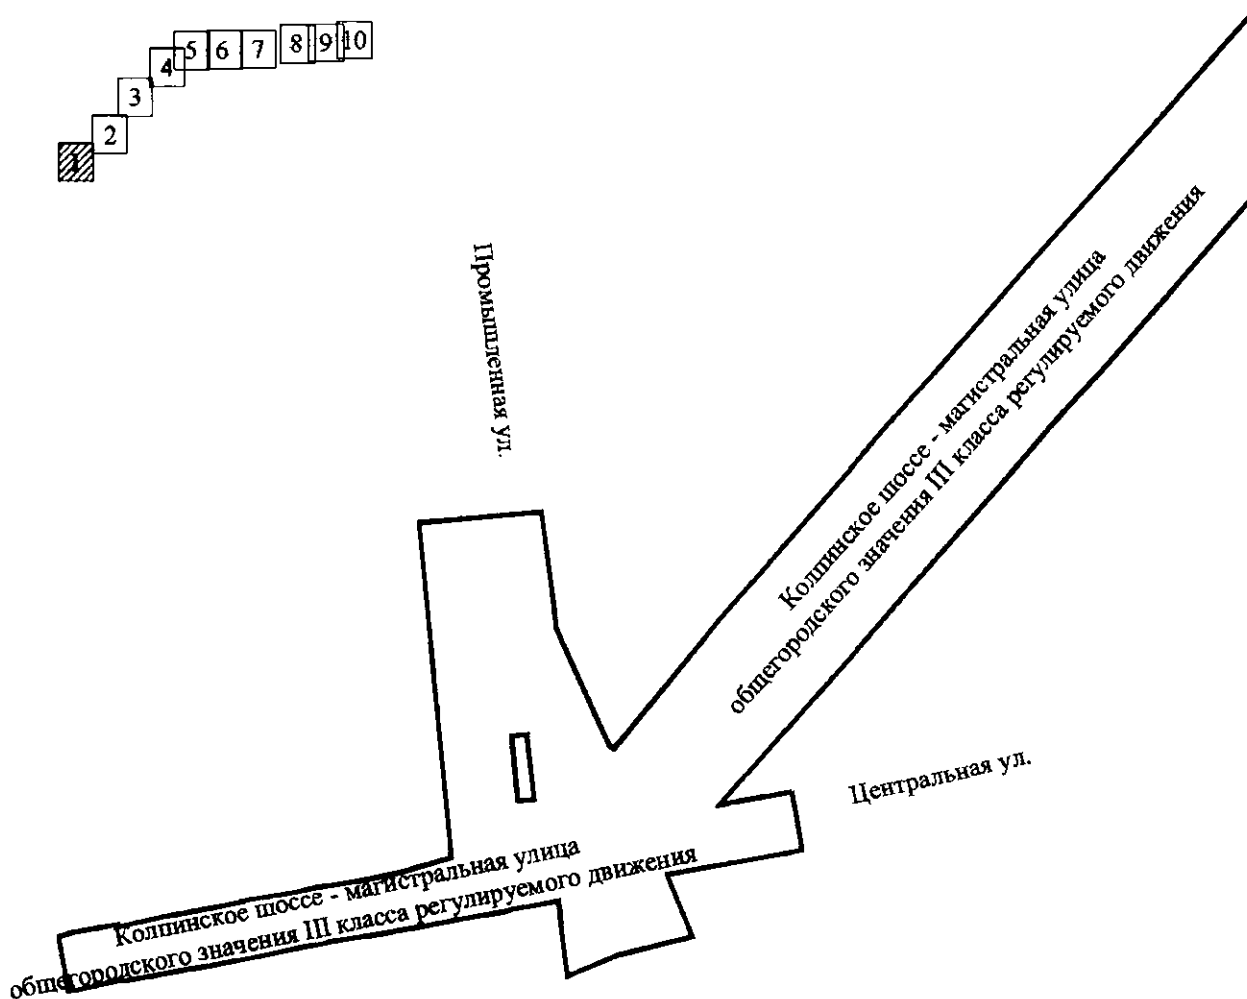 1
2
3
4
5
6
7
8
9
10
Промышленная ул.
Колпинское шоссе - магистральная улица
общегородского значения III класса регулируемого движения
Центральная ул.
Колпинское шоссе - магистральная улица
общегородского значения III класса регулируемого движения